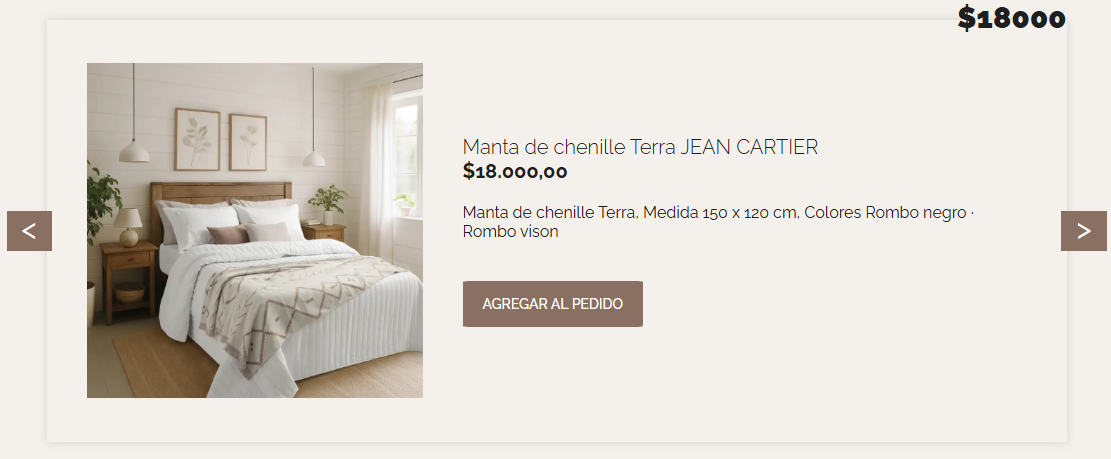 $18000
Manta de chenille Terra JEAN CARTIER
$18.000,00
Manta de chenille Terra, Medida 150 x 120 cm, Colores Rombo negro ·
Rombo vison
<
>
AGREGAR AL PEDIDO